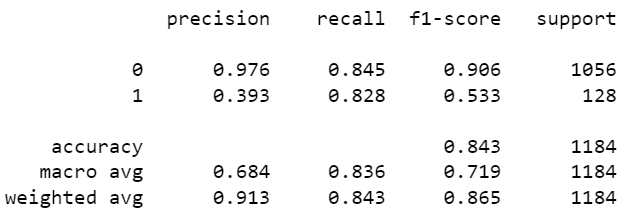 precision recall f1-score support
0 0.976 0.845 0.906 1056
1 0.393 0.828 0.533 128
accuracy 0.843 1184
macro avg 0.684 0.836 0.719 1184
weighted avg 0.913 0.843 0.865 1184